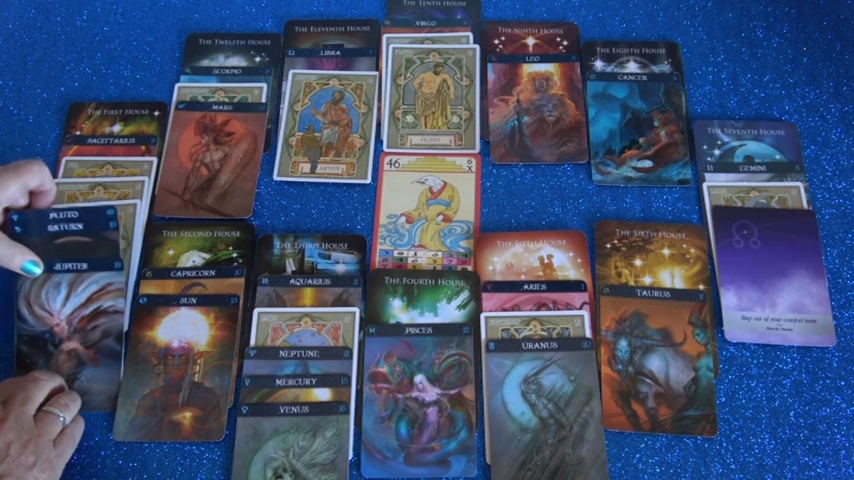 THE TENTH HOUSE
VIRGO
THE ELEVENTH HOUSE
LIBRA
THE NINTH HOUSE
LEO
THE TWELFTH HOUSE
SCORPIO
MARS
THE EIGHTH HOUSE
CANCER
THE FIRST HOUSE
SAGITTARIUS
THE SEVENTH HOUSE
GEMINI
PLUTO
46
6
X
PLUTO
SATURN
JUPITER
THE SECOND HOUSE
CAPRICORN
10
SUN
THE THIRD HOUSE
AQUARIUS
NEPTUNE
MERCURY
VENUS
THE FOURTH HOUSE
PISCES
THE FIFTH HOUSE
ARIES
URANUS
THE SIXTH HOUSE
TAURUS
Step out of your comfort zone